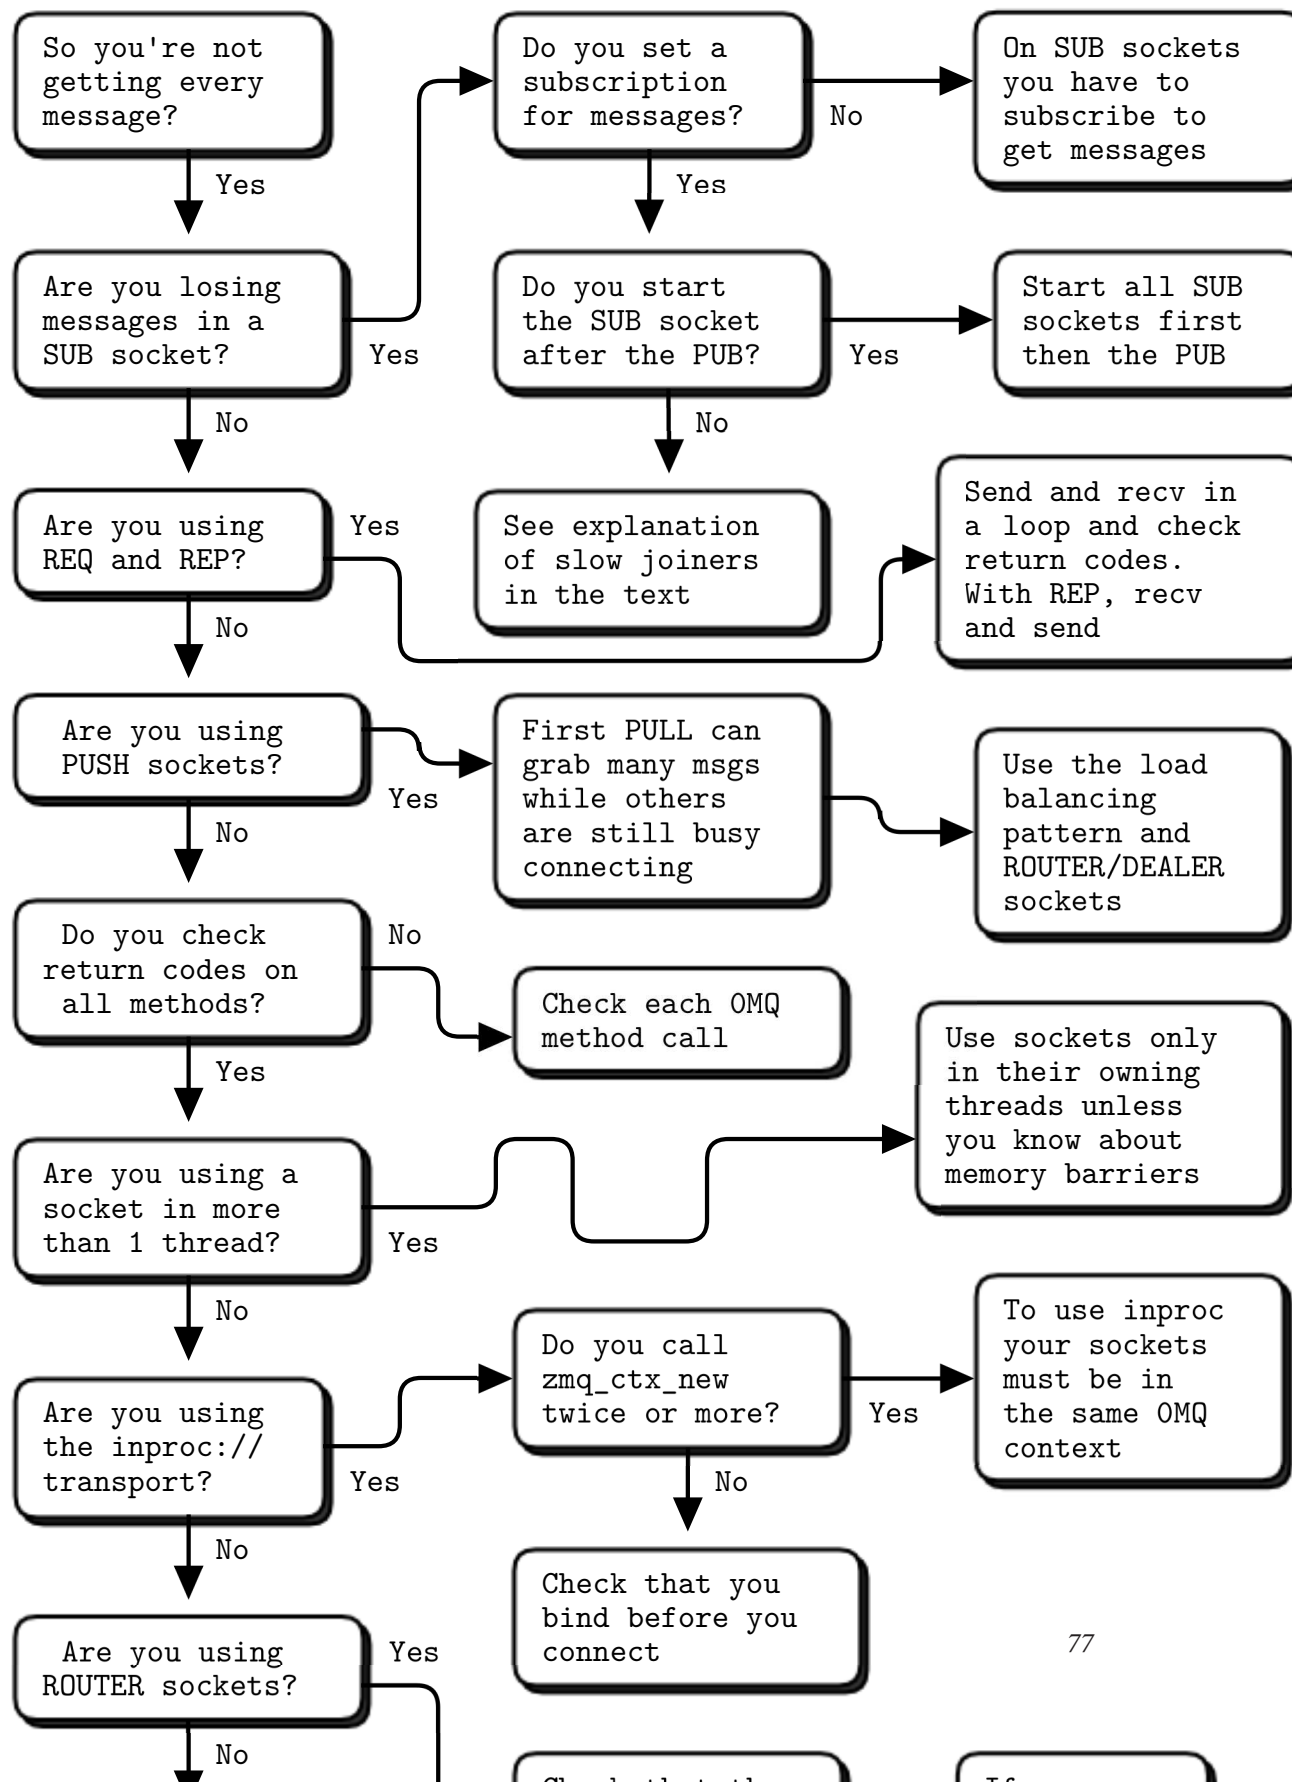 So you're not
getting every
message?
Yes
Do you set a
subscription
for messages?
No
Yes
On SUB sockets
you have to
subscribe to
get messages
Are you losing
messages in a
SUB socket?
Yes
No
Do you start
the SUB socket
after the PUB?
Yes
No
Start all SUB
sockets first
then the PUB
Are you using
REQ and REP?
Yes
No
See explanation
of slow joiners
in the text
Send and recv in
a loop and check
return codes.
With REP, recv
and send
Are you using
PUSH sockets?
Yes
No
First PULL can
grab many msgs
while others
are still busy
connecting
Use the load
balancing
pattern and
ROUTER/DEALER
sockets
Do you check
return codes on
all methods?
No
Yes
Check each 0MQ
method call
Use sockets only
in their owning
threads unless
you know about
memory barriers
Are you using a
socket in more
than 1 thread?
Yes
No
Do you call
zmq_ctx_new
twice or more?
Yes
No
To use inproc
your sockets
must be in
the same 0MQ
context
Are you using
the inproc://
transport?
Yes
No
Check that you
bind before you
connect
77
Are you using
ROUTER sockets?
Yes
No
Check that the
If